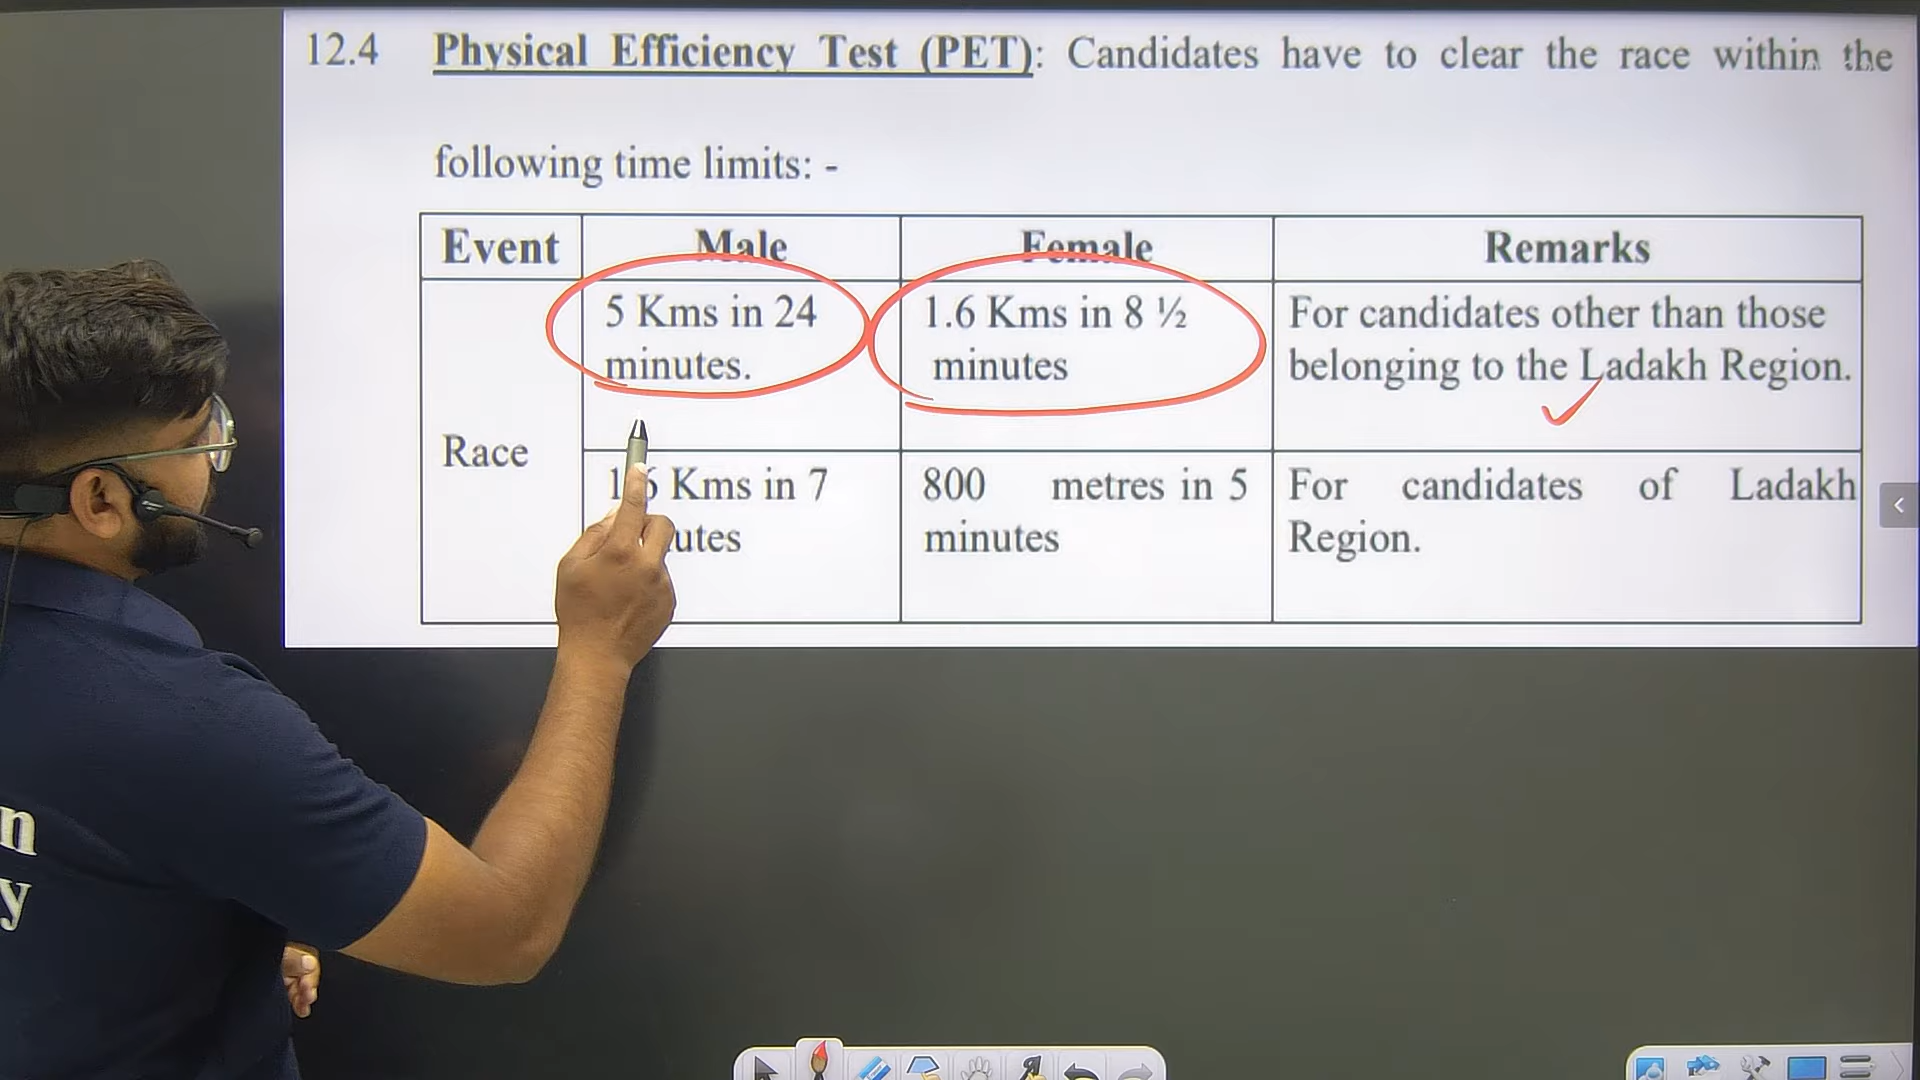 12.4 Physical Efficiency Test (PET): Candidates have to clear the race within the
following time limits: -
Event Male Female Remarks
Race
5 Kms in 24
minutes.
1.6 Kms in 8 ½
minutes
For candidates other than those
belonging to the Ladakh Region.
Kms in 7
800 metres in 5
minutes
For candidates of Ladakh
Region.
n
y